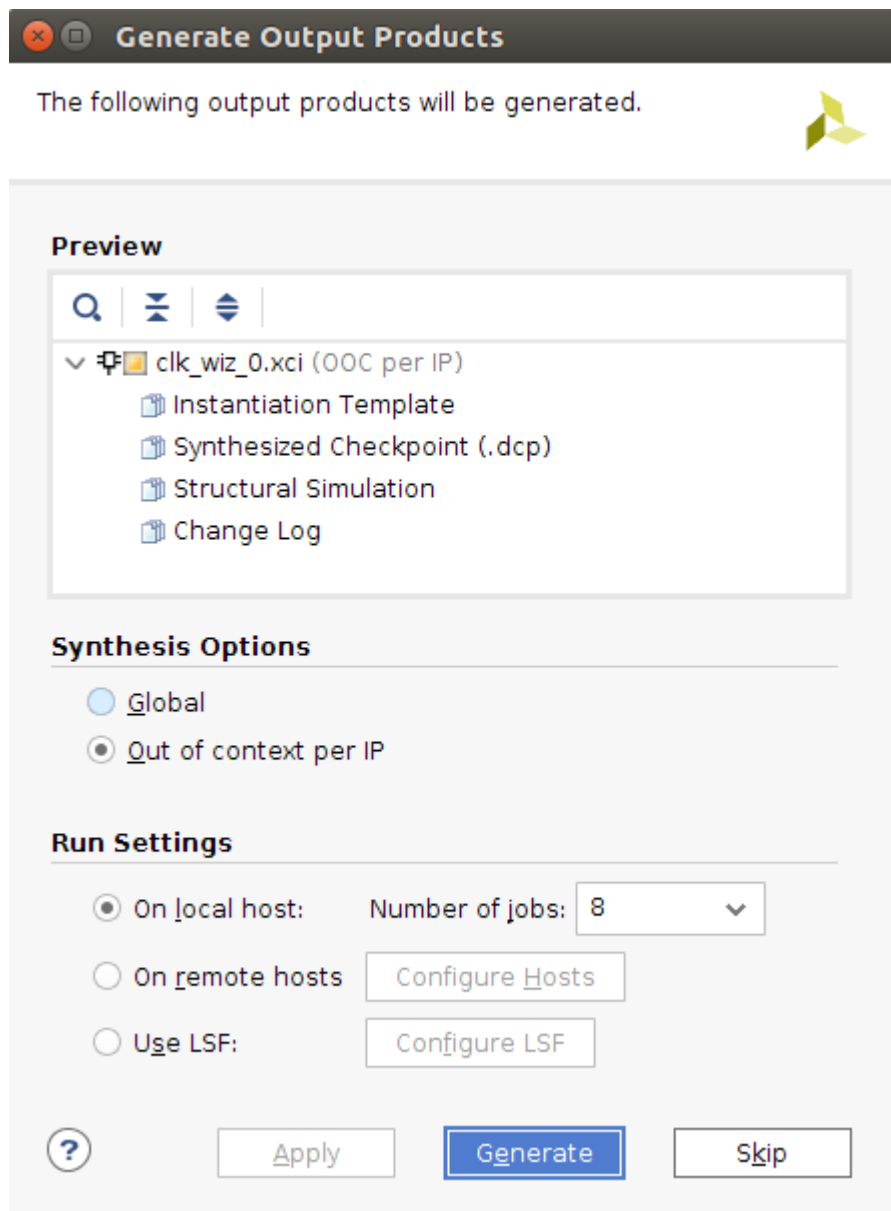 Generate Output Products
The following output products will be generated.
Preview
clk_wiz_0.xci (OOC per IP)
Instantiation Template
Synthesized Checkpoint (.dcp)
Structural Simulation
Change Log
Synthesis Options
Global
Out of context per IP
Run Settings
On local host: Number of jobs: 8
On remote hosts Configure Hosts
Use LSF: Configure LSF
? Apply Generate Skip